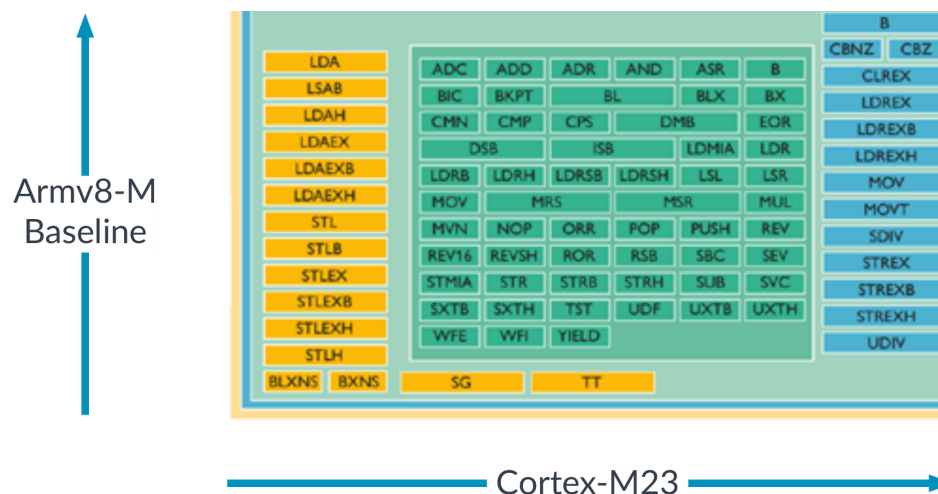 B
CBNZ CBZ
LDA
ADC ADD ADR AND ASR B
CLREX
LSAB
BIC BKPT BL BLX BX
LDREX
LDAH
CMN CMP CPS DMB EOR
LDREXB
LDAEX
DSB ISB LDMIA LDR
LDREXH
LDAEXB
LDRB LDRH LDRSB LDRSH LSL LSR
MOV
LDAEXH
MOV MRS MSR MUL
MOVT
STL
MVN NOP ORR POP PUSH REV
SDIV
STLB
REV16 REVSH ROR RSB SBC SEV
STREX
STLEX
STMIA STR STRB STRH SUB SVC
STREXB
STLEXB
SXTB SXTH TST UDF UXTB UXTH
STREXH
STLEXH
WFE WFI YIELD
UDIV
STLH
BLXNS BXNS SG TT
Armv8-M
Baseline
Cortex-M23